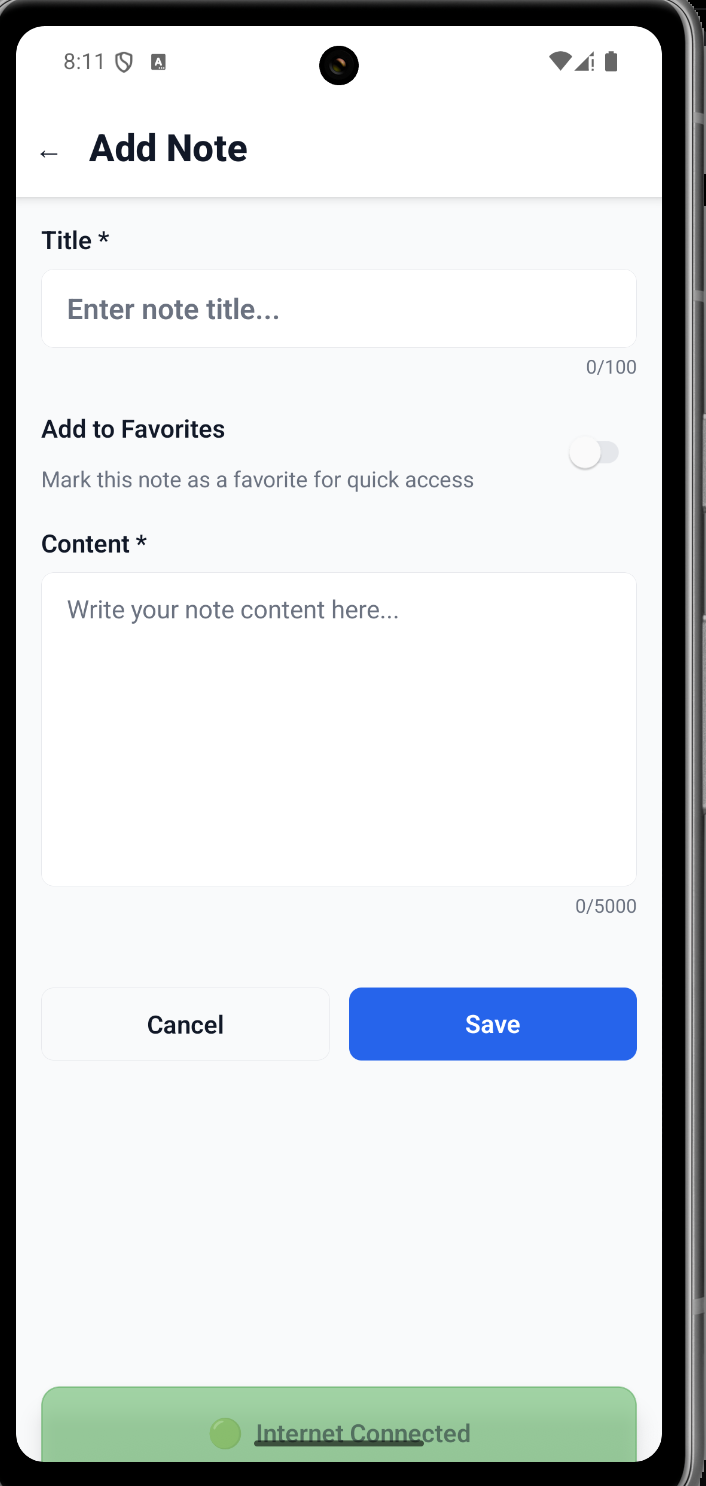 8:11
← Add Note
Title *
Enter note title...
0/100
Add to Favorites
Mark this note as a favorite for quick access
Content *
Write your note content here...
0/5000
Cancel Save
Internet Connected